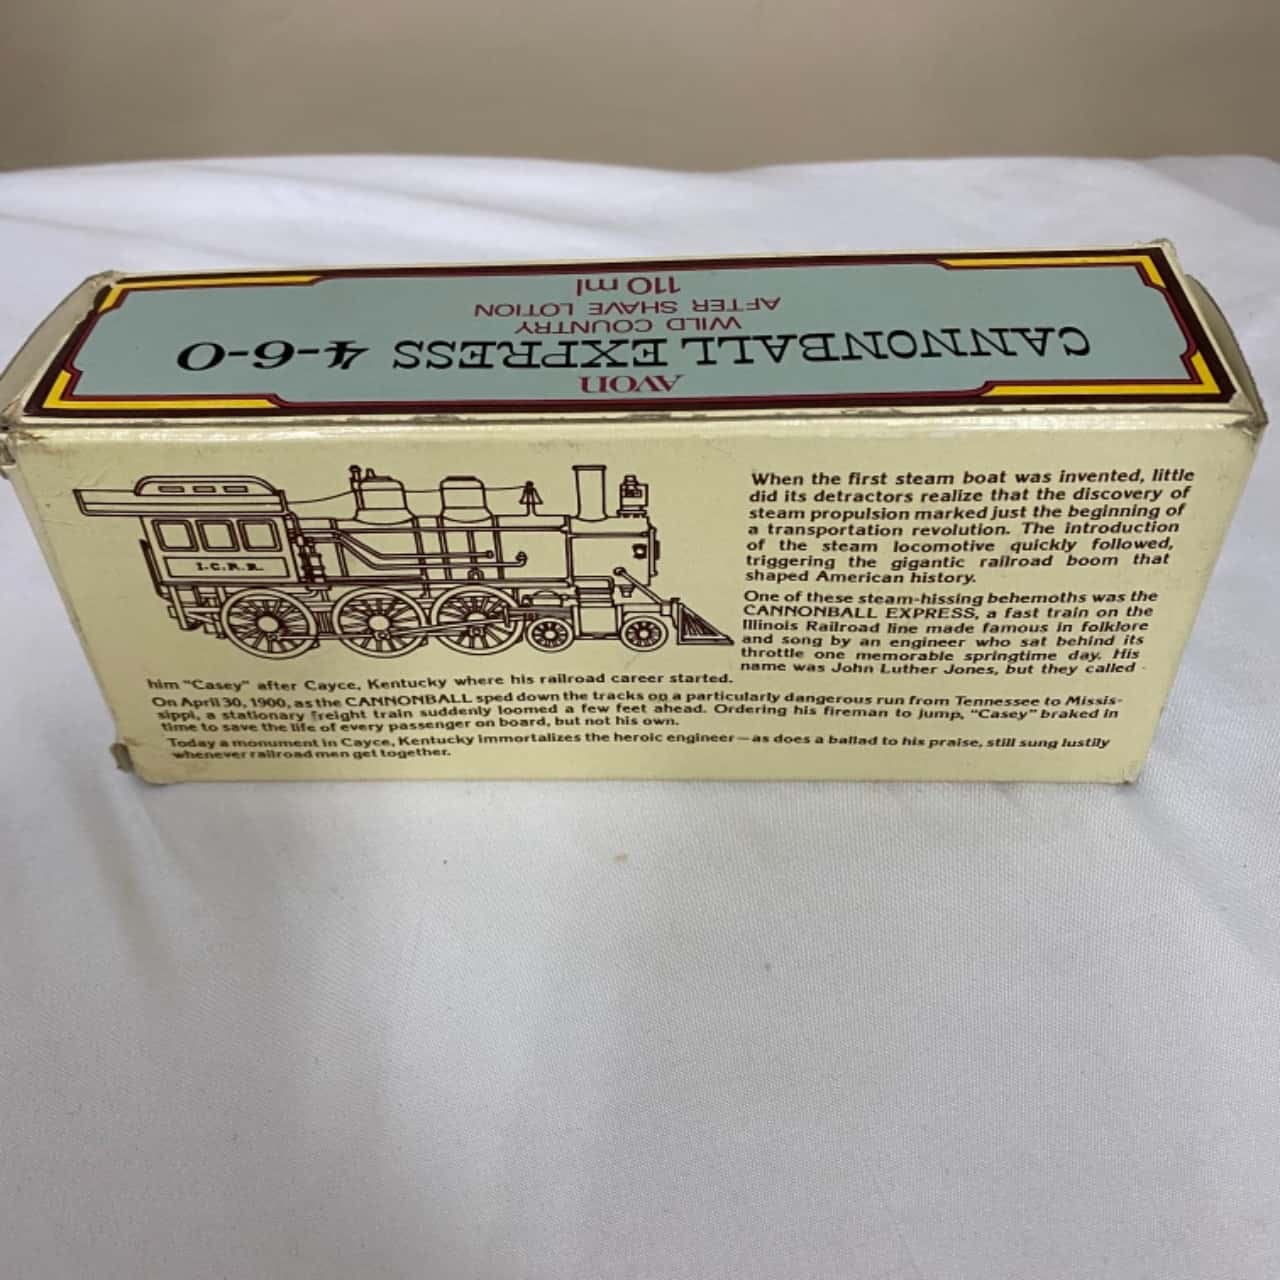 AVON
CANNONBALL EXPRESS 4-6-0
WILD COUNTRY
AFTER SHAVE LOTION
110 ml
I.C.R.R.
When the first steam boat was invented, little
did its detractors realize that the discovery of
steam propulsion marked just the beginning of
a transportation revolution. The introduction
of the steam locomotive quickly followed,
triggering the gigantic railroad boom that
shaped American history.
One of these steam-hissing behemoths was the
CANNONBALL EXPRESS, a fast train on the
Illinois Railroad line made famous in folklore
and song by an engineer who sat behind its
throttle one memorable springtime day. His
name was John Luther Jones, but they called
him "Casey" after Cayce, Kentucky where his railroad career started.
On April 30, 1900, as the CANNONBALL sped down the tracks on a particularly dangerous run from Tennessee to Missis-
sippi, a stationary freight train suddenly loomed a few feet ahead. Ordering his fireman to jump, "Casey" braked in
time to save the life of every passenger on board, but not his own.
Today a monument in Cayce, Kentucky immortalizes the heroic engineer—as does a ballad to his praise, still sung lustily
whenever railroad men get together.